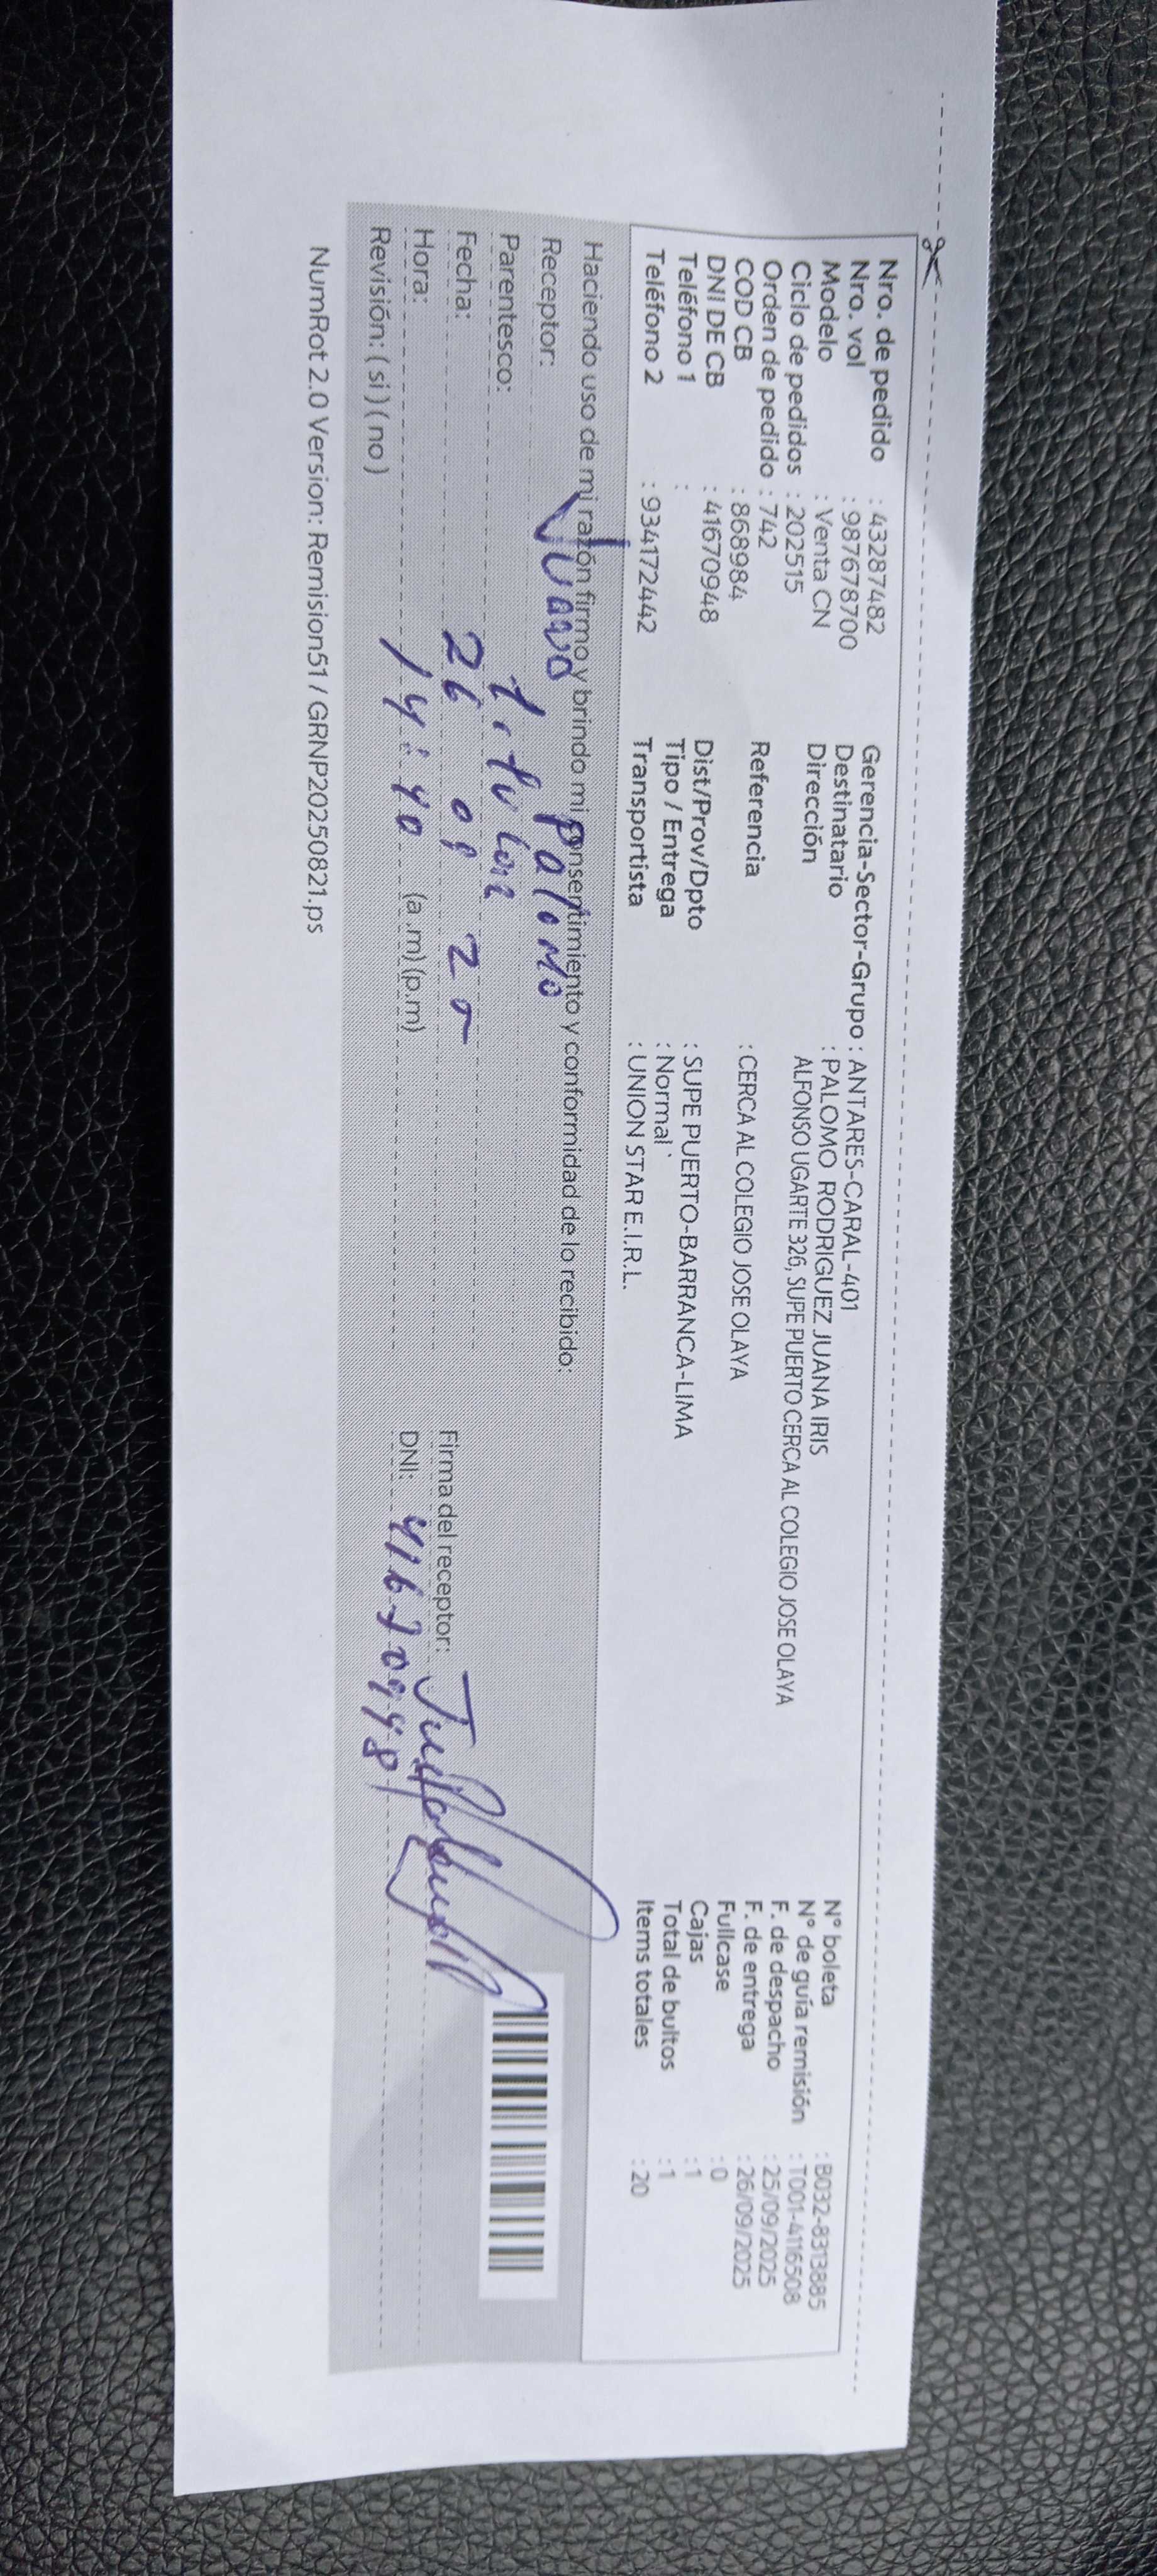 Nro. de pedido : 43287482
Nro. vol : 987678700
Modelo : Venta CN
Ciclo de pedidos : 202515
Orden de pedido : 742
COD CB : 868984
DNI DE CB : 41670948
Teléfono 1 :
Teléfono 2 : 934172442
Gerencia-Sector-Grupo : ANTARES-CARAL-401
Destinatario : PALOMO RODRIGUEZ JUANA IRIS
Dirección ALFONSO UGARTE 326, SUPE PUERTO CERCA AL COLEGIO JOSE OLAYA
Referencia : CERCA AL COLEGIO JOSE OLAYA
Dist/Prov/Dpto : SUPE PUERTO-BARRANCA-LIMA
Tipo / Entrega : Normal
Transportista : UNION STAR E.I.R.L.
N° boleta : B032-8313885
N° de guía remisión : T001-4116508
F. de despacho : 25/09/2025
F. de entrega : 26/09/2025
Fullcase : 0
Cajas : 1
Total de bultos : 1
Items totales : 20
Haciendo uso de mi razón firmo y brindo mi consentimiento y conformidad de lo recibido:
Receptor: Juana Palomo
Parentesco: titular
Fecha: 26 09 25
Hora: 14:40 (a.m) (p.m)
Revisión: ( si ) ( no )
Firma del receptor:
DNI: 41670948
NumRot 2.0 Version: Remision51 / GRNP20250821.ps